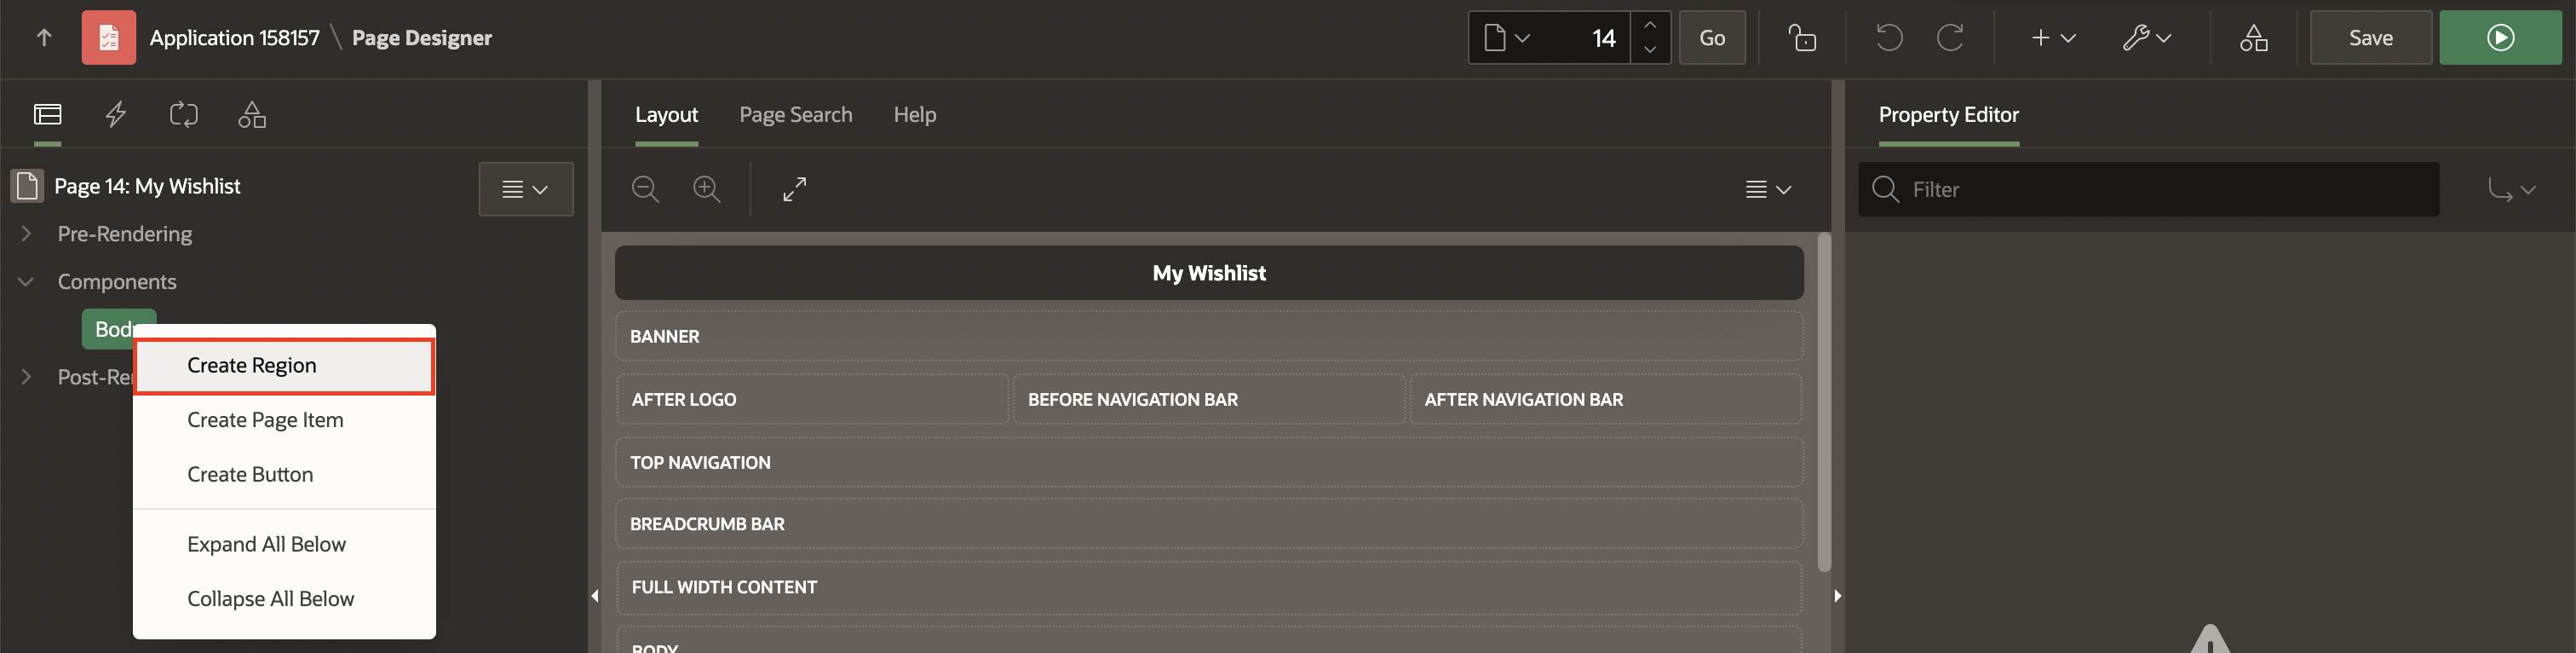 Application 158157 \ Page Designer
14
Go
Save
Layout
Page Search
Help
Property Editor
Page 14: My Wishlist
Filter
Pre-Rendering
Components
Body
Post-Re
Create Region
Create Page Item
Create Button
Expand All Below
Collapse All Below
My Wishlist
BANNER
AFTER LOGO
BEFORE NAVIGATION BAR
AFTER NAVIGATION BAR
TOP NAVIGATION
BREADCRUMB BAR
FULL WIDTH CONTENT
BODY